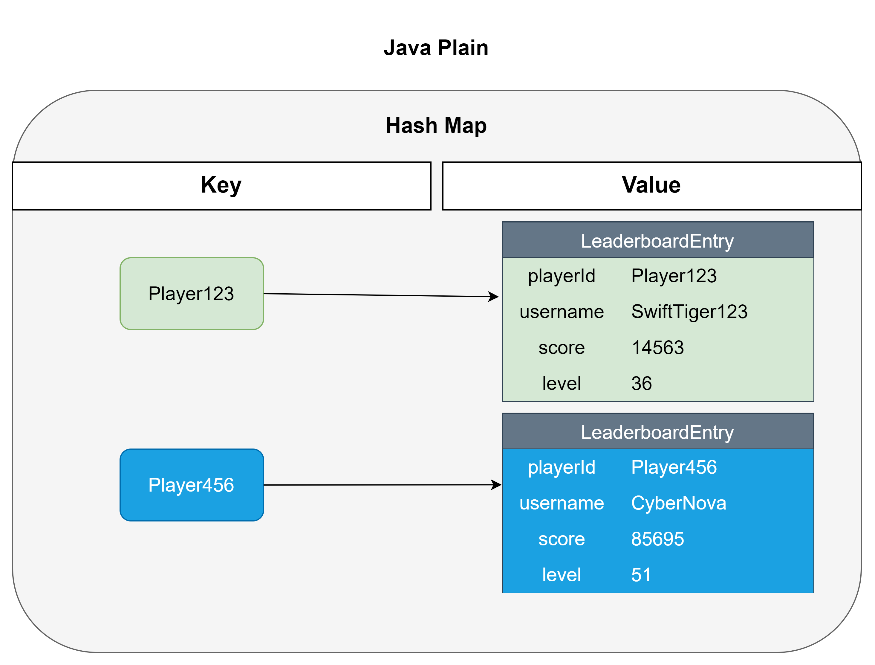 Java Plain
Hash Map
Key Value
Player123
LeaderboardEntry
playerId Player123
username SwiftTiger123
score 14563
level 36
Player456
LeaderboardEntry
playerId Player456
username CyberNova
score 85695
level 51